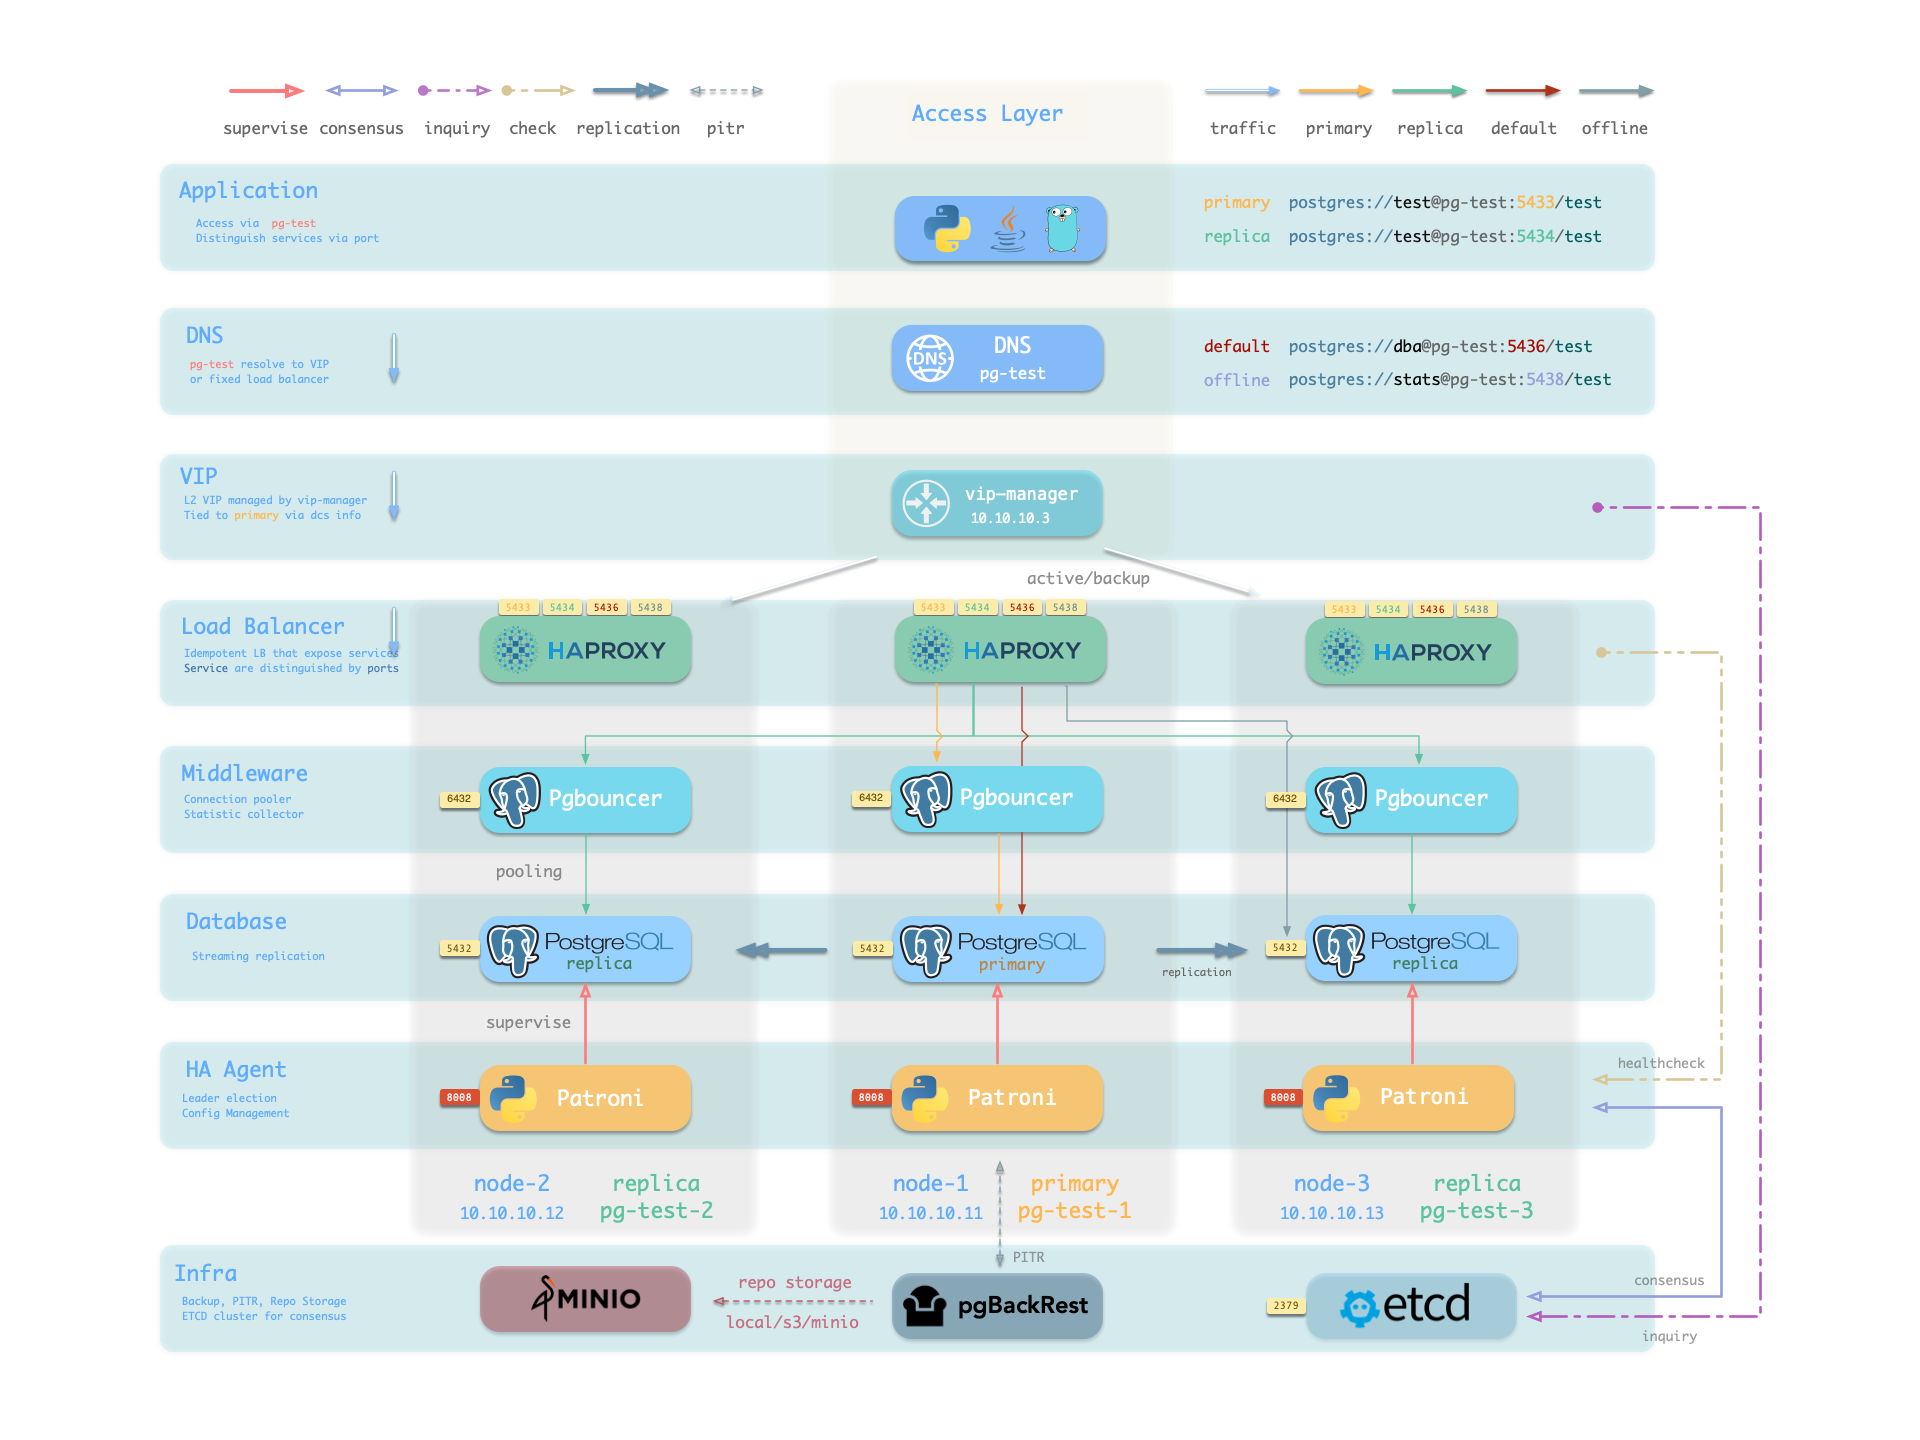 supervise consensus inquiry check replication pitr
Access Layer
traffic primary replica default offline
Application
Access via pg-test
Distinguish services via port
primary postgres://test@pg-test:5433/test
replica postgres://test@pg-test:5434/test
DNS
pg-test resolve to VIP
or fixed load balancer
DNS
DNS
pg-test
default postgres://dba@pg-test:5436/test
offline postgres://stats@pg-test:5438/test
VIP
L2 VIP managed by vip-manager
Tied to primary via dcs info
vip-manager
10.10.10.3
active/backup
Load Balancer
Idempotent LB that expose services
Service are distinguished by ports
5433 5434 5436 5438
HAPROXY
5433 5434 5436 5438
HAPROXY
5433 5434 5436 5438
HAPROXY
Middleware
Connection pooler
Statistic collector
6432 Pgbouncer
6432 Pgbouncer
6432 Pgbouncer
pooling
Database
Streaming replication
5432 PostgreSQL
replica
5432 PostgreSQL
primary
replication
5432 PostgreSQL
replica
supervise
HA Agent
Leader election
Config Management
8008 Patroni
8008 Patroni
8008 Patroni
healthcheck
node-2 replica
10.10.10.12 pg-test-2
node-1 primary
10.10.10.11 pg-test-1
node-3 replica
10.10.10.13 pg-test-3
PITR
Infra
Backup, PITR, Repo Storage
ETCD cluster for consensus
MINIO
repo storage
local/s3/minio
pgBackRest
2379 etcd
consensus
inquiry